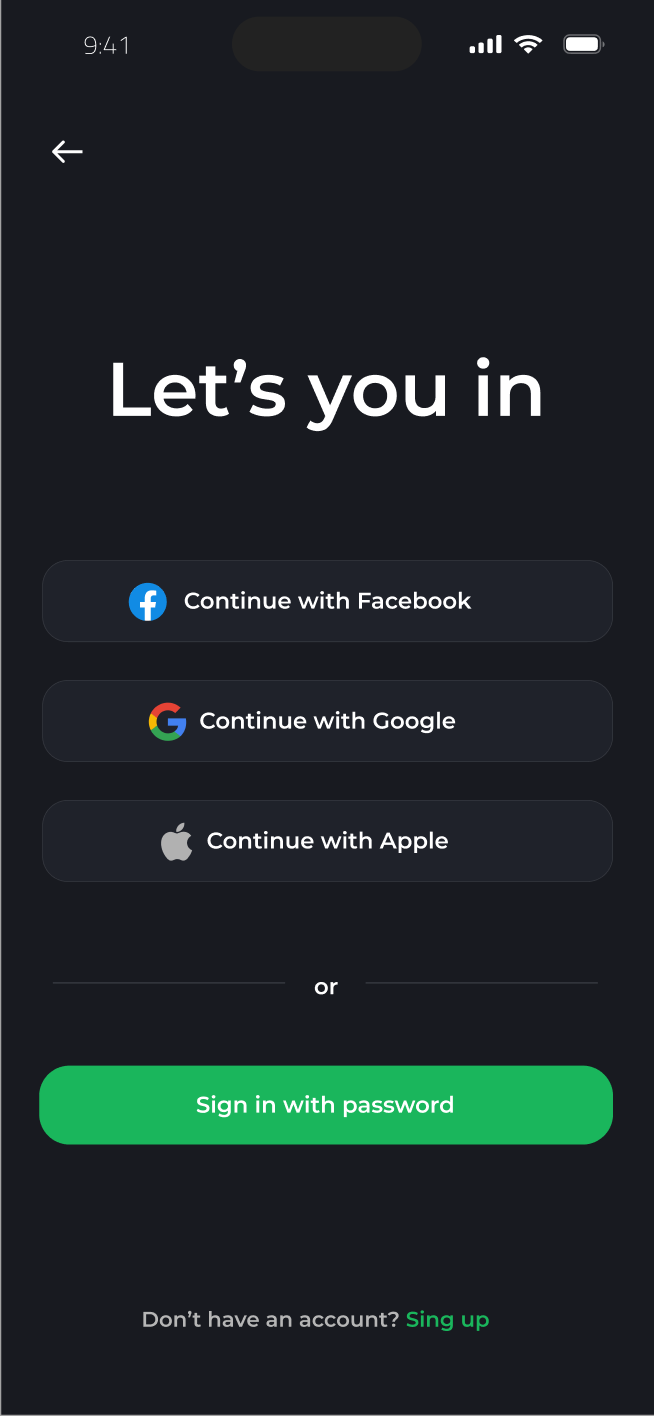 9:41
Let’s you in
Continue with Facebook
Continue with Google
Continue with Apple
or
Sign in with password
Don’t have an account? Sing up